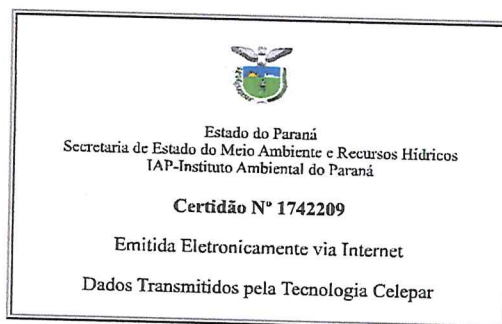 Estado do Paraná
Secretaria de Estado do Meio Ambiente e Recursos Hídricos
IAP-Instituto Ambiental do Paraná
Certidão Nº 1742209
Emitida Eletronicamente via Internet
Dados Transmitidos pela Tecnologia Celepar